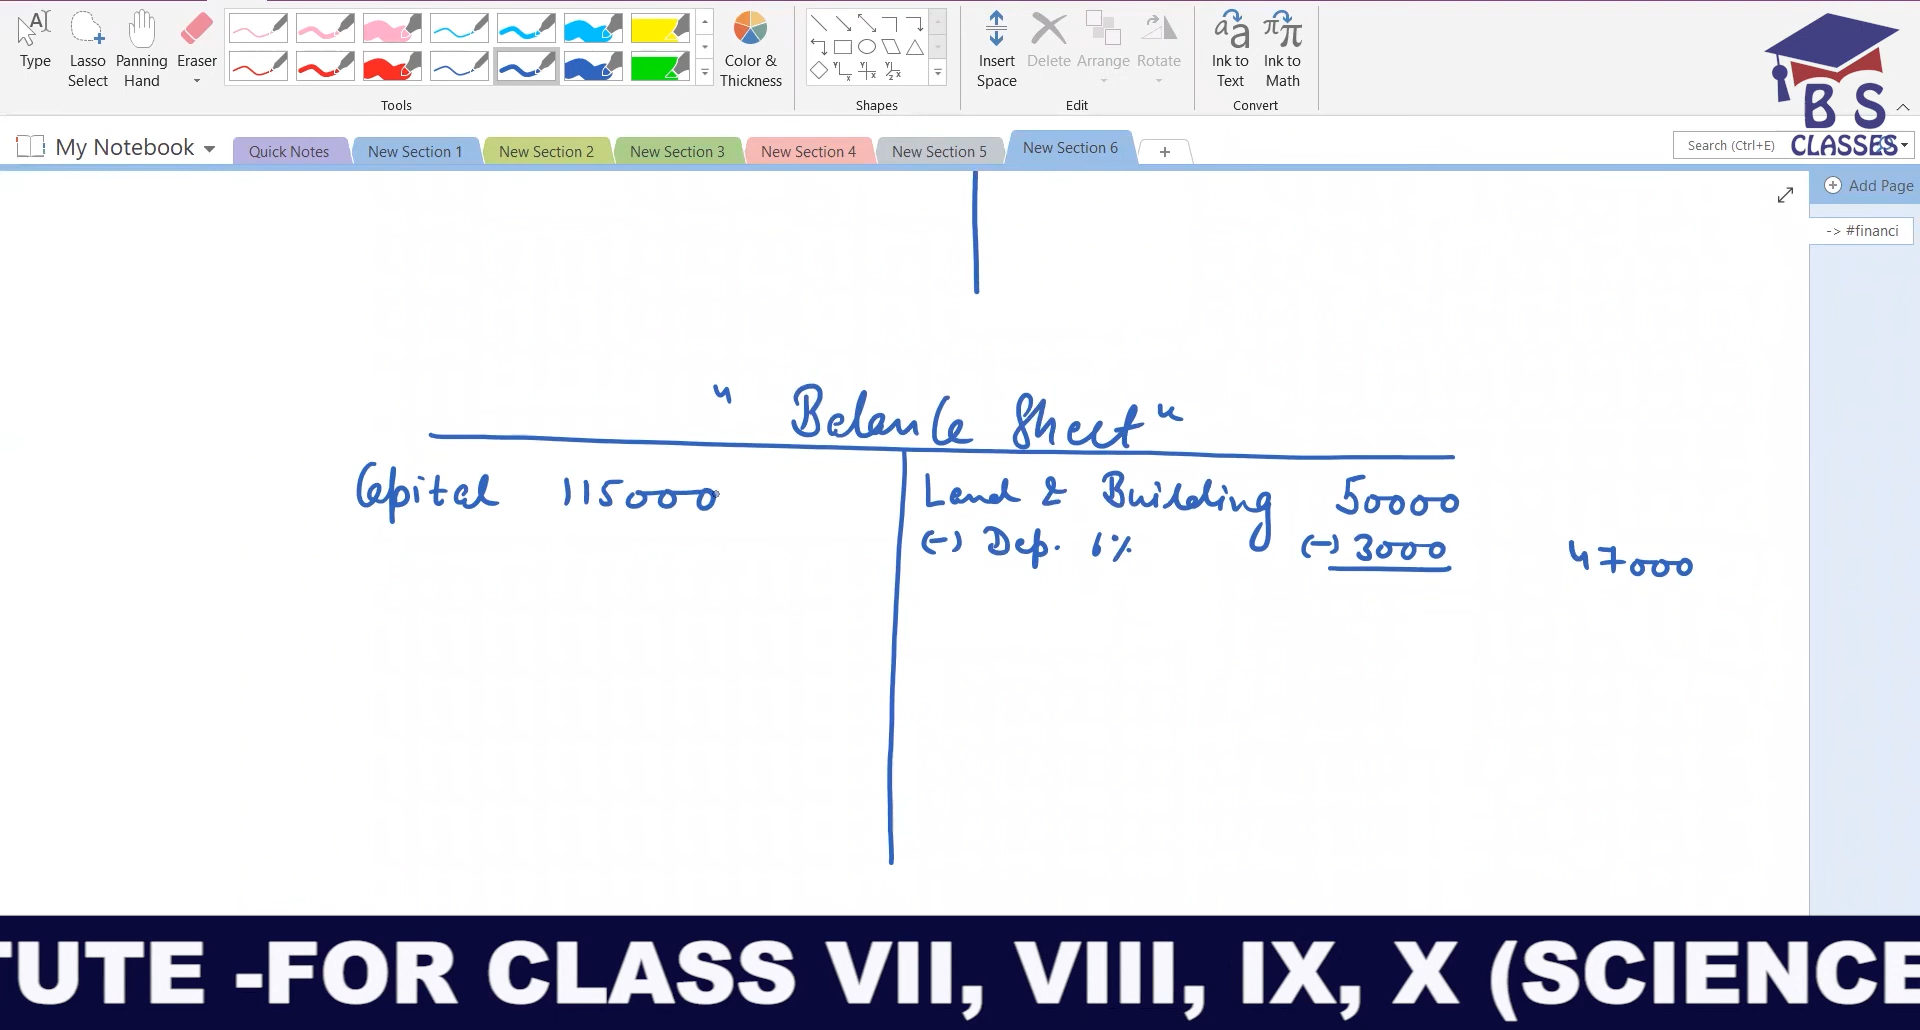 Type
Lasso Select
Panning Hand
Eraser
Color & Thickness
Insert Space
Delete
Arrange
Rotate
Ink to Text
Ink to Math
Tools
Shapes
Edit
Convert
BS
CLASSES
My Notebook
Quick Notes
New Section 1
New Section 2
New Section 3
New Section 4
New Section 5
New Section 6
Search (Ctrl+E)
Add Page
-> #financi
" Balance Sheet "
Capital 115000
Land & Building 50000
(-) Dep. 6% (-) 3000 47000
TUTE -FOR CLASS VII, VIII, IX, X (SCIENCE